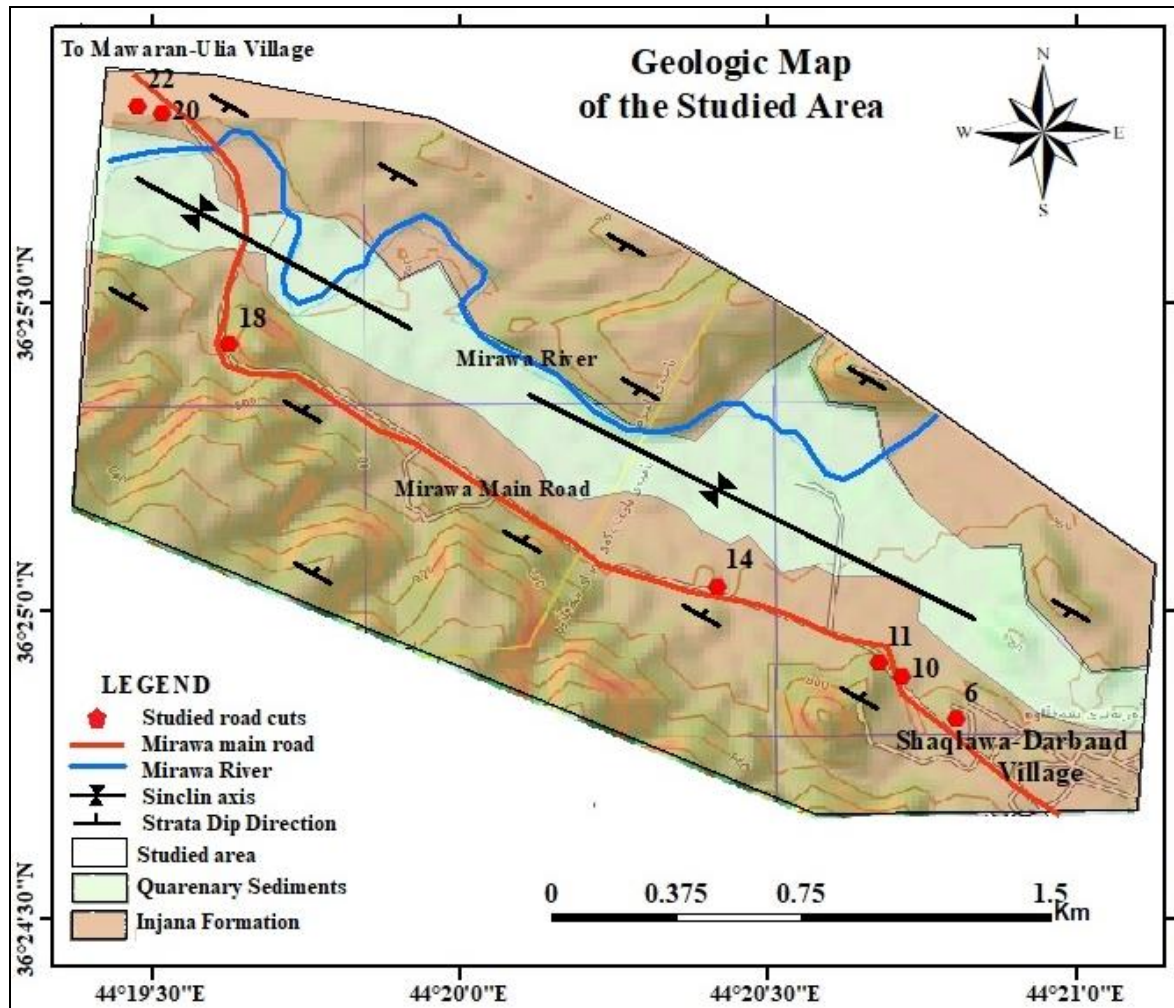 To Mawaran-Ulia Village
Geologic Map
of the Studied Area
N
W
E
S
22
20
18
Mirawa River
Mirawa Main Road
14
11
10
6
Shaqlawa-Darband
Village
LEGEND
Studied road cuts
Mirawa main road
Mirawa River
Sinclin axis
Strata Dip Direction
Studied area
Quarenary Sediments
Injana Formation
0 0.375 0.75 1.5
Km
36°25'30"N
36°25'0"N
36°24'30"N
44°19'30"E 44°20'0"E 44°20'30"E 44°21'0"E